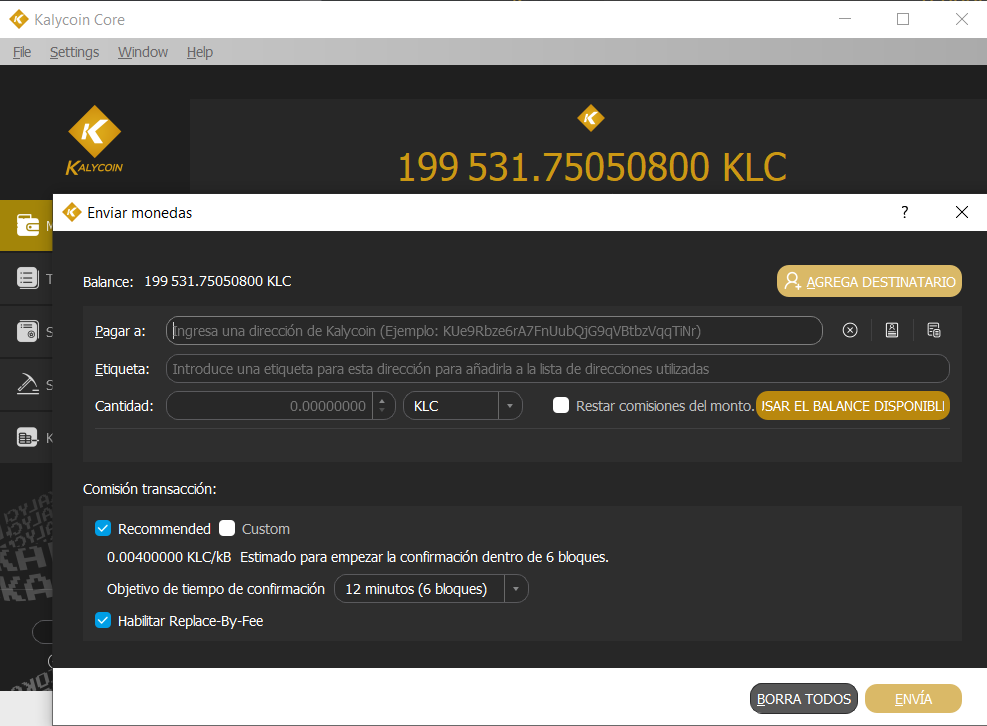 Kalycoin Core
File Settings Window Help
KALYCOIN
199 531.75050800 KLC
Enviar monedas
?
Balance: 199 531.75050800 KLC
AGREGA DESTINATARIO
Pagar a: Ingresa una dirección de Kalycoin (Ejemplo: KUe9Rbze6rA7FnUubQjG9qVBtbzVqqTiNr)
Etiqueta: Introduce una etiqueta para esta dirección para añadirla a la lista de direcciones utilizadas
Cantidad: 0.00000000 KLC Restar comisiones del monto. USAR EL BALANCE DISPONIBLE
Comisión transacción:
Recommended Custom
0.00400000 KLC/kB Estimado para empezar la confirmación dentro de 6 bloques.
Objetivo de tiempo de confirmación 12 minutos (6 bloques)
Habilitar Replace-By-Fee
BORRA TODOS ENVÍA